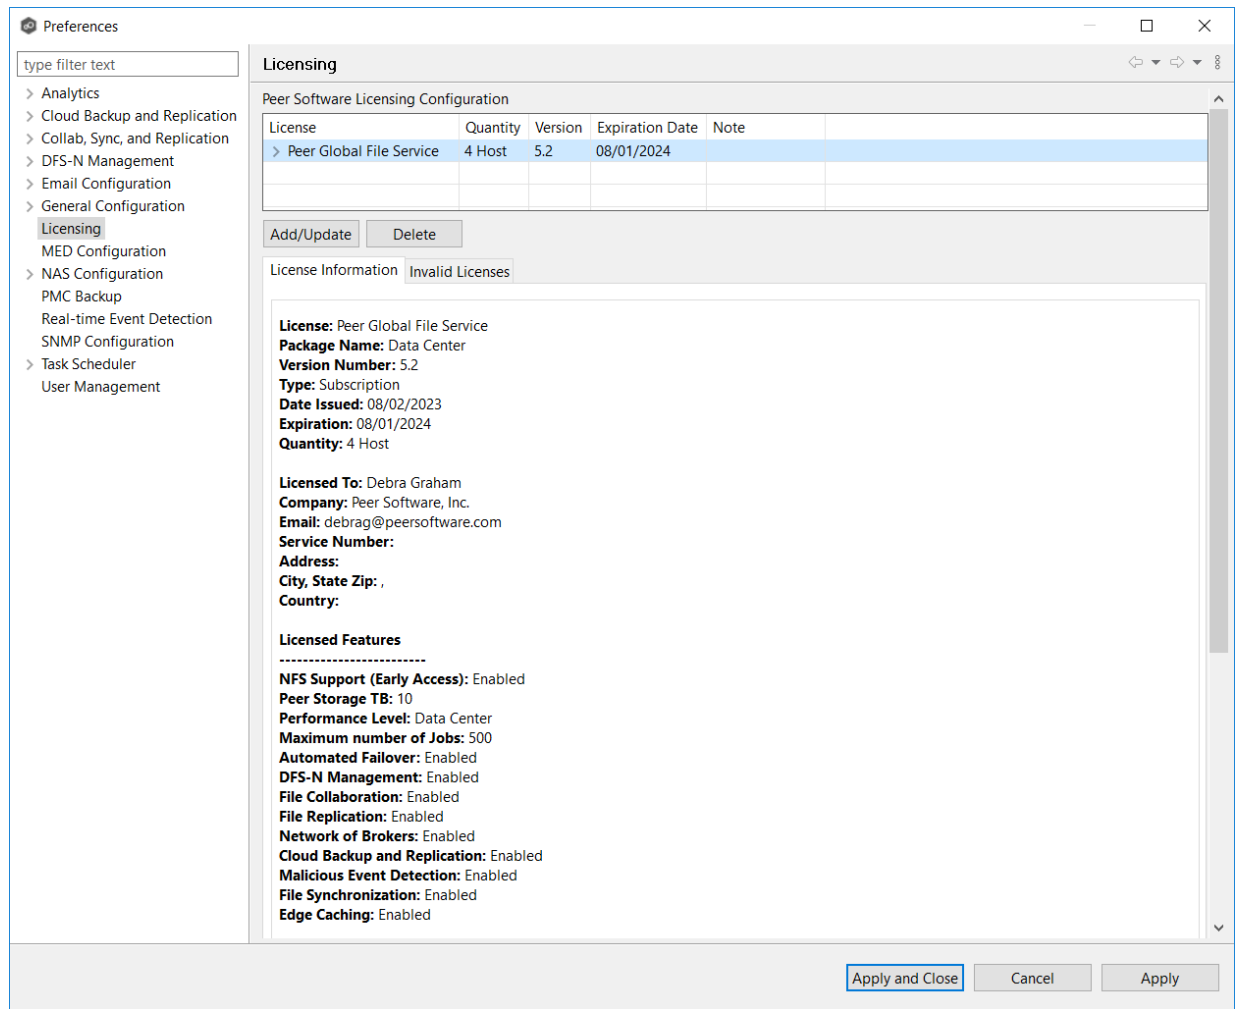 Preferences
type filter text
Analytics
Cloud Backup and Replication
Collab, Sync, and Replication
DFS-N Management
Email Configuration
General Configuration
Licensing
MED Configuration
NAS Configuration
PMC Backup
Real-time Event Detection
SNMP Configuration
Task Scheduler
User Management
Licensing
Peer Software Licensing Configuration
License Quantity Version Expiration Date Note
Peer Global File Service 4 Host 5.2 08/01/2024
Add/Update Delete
License Information Invalid Licenses
License: Peer Global File Service
Package Name: Data Center
Version Number: 5.2
Type: Subscription
Date Issued: 08/02/2023
Expiration: 08/01/2024
Quantity: 4 Host
Licensed To: Debra Graham
Company: Peer Software, Inc.
Email: debrag@peersoftware.com
Service Number:
Address:
City, State Zip: ,
Country:
Licensed Features
-------------------------
NFS Support (Early Access): Enabled
Peer Storage TB: 10
Performance Level: Data Center
Maximum number of Jobs: 500
Automated Failover: Enabled
DFS-N Management: Enabled
File Collaboration: Enabled
File Replication: Enabled
Network of Brokers: Enabled
Cloud Backup and Replication: Enabled
Malicious Event Detection: Enabled
File Synchronization: Enabled
Edge Caching: Enabled
Apply and Close Cancel Apply